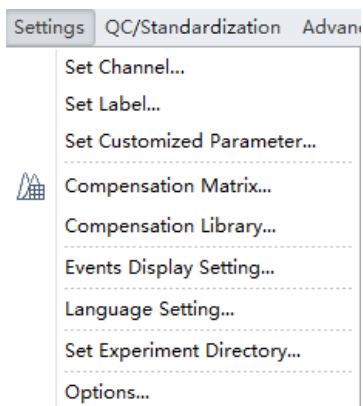 Settings QC/Standardization Advan
Set Channel...
Set Label...
Set Customized Parameter...
Compensation Matrix...
Compensation Library...
Events Display Setting...
Language Setting...
Set Experiment Directory...
Options...